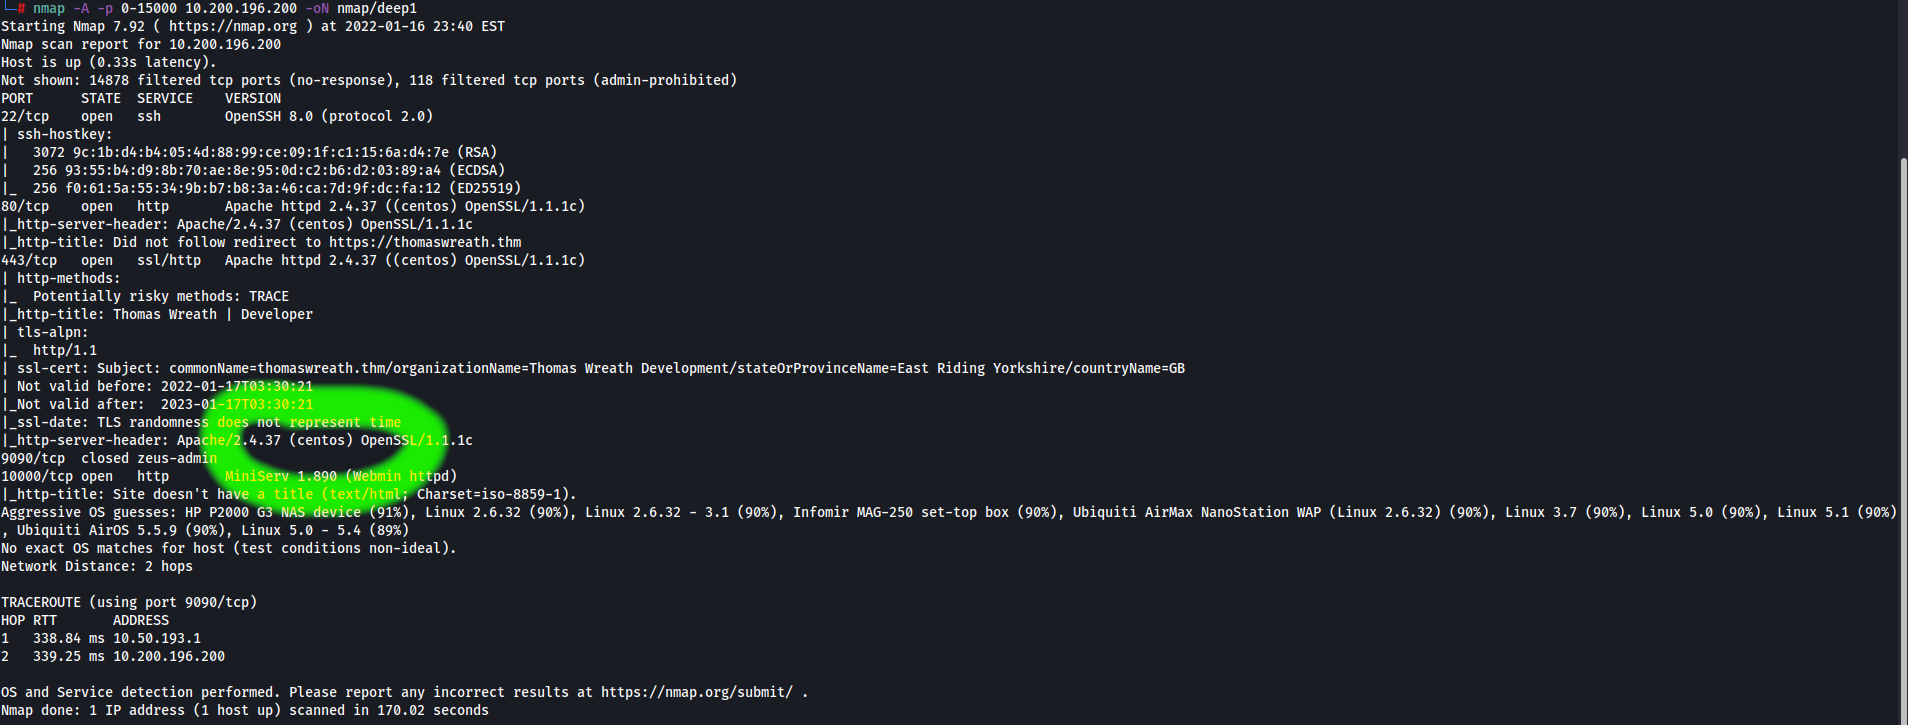 └─# nmap -A -p 0-15000 10.200.196.200 -oN nmap/deep1
Starting Nmap 7.92 ( https://nmap.org ) at 2022-01-16 23:40 EST
Nmap scan report for 10.200.196.200
Host is up (0.33s latency).
Not shown: 14878 filtered tcp ports (no-response), 118 filtered tcp ports (admin-prohibited)
PORT      STATE  SERVICE    VERSION
22/tcp    open   ssh        OpenSSH 8.0 (protocol 2.0)
| ssh-hostkey:
|   3072 9c:1b:d4:b4:05:4d:88:99:ce:09:1f:c1:15:6a:d4:7e (RSA)
|   256 93:55:b4:d9:8b:70:ae:8e:95:0d:c2:b6:d2:03:89:a4 (ECDSA)
|_  256 f0:61:5a:55:34:9b:b7:b8:3a:46:ca:7d:9f:dc:fa:12 (ED25519)
80/tcp    open   http       Apache httpd 2.4.37 ((centos) OpenSSL/1.1.1c)
|_http-server-header: Apache/2.4.37 (centos) OpenSSL/1.1.1c
|_http-title: Did not follow redirect to https://thomaswreath.thm
443/tcp   open   ssl/http   Apache httpd 2.4.37 ((centos) OpenSSL/1.1.1c)
| http-methods:
|_  Potentially risky methods: TRACE
|_http-title: Thomas Wreath | Developer
| tls-alpn:
|_  http/1.1
| ssl-cert: Subject: commonName=thomaswreath.thm/organizationName=Thomas Wreath Development/stateOrProvinceName=East Riding Yorkshire/countryName=GB
| Not valid before: 2022-01-17T03:30:21
|_Not valid after:  2023-01-17T03:30:21
|_ssl-date: TLS randomness does not represent time
|_http-server-header: Apache/2.4.37 (centos) OpenSSL/1.1.1c
9090/tcp  closed zeus-admin
10000/tcp open   http       MiniServ 1.890 (Webmin httpd)
|_http-title: Site doesn't have a title (text/html; Charset=iso-8859-1).
Aggressive OS guesses: HP P2000 G3 NAS device (91%), Linux 2.6.32 (90%), Linux 2.6.32 - 3.1 (90%), Infomir MAG-250 set-top box (90%), Ubiquiti AirMax NanoStation WAP (Linux 2.6.32) (90%), Linux 3.7 (90%), Linux 5.0 (90%), Linux 5.1 (90%)
, Ubiquiti AirOS 5.5.9 (90%), Linux 5.0 - 5.4 (89%)
No exact OS matches for host (test conditions non-ideal).
Network Distance: 2 hops
TRACEROUTE (using port 9090/tcp)
HOP RTT       ADDRESS
1   338.84 ms 10.50.193.1
2   339.25 ms 10.200.196.200
OS and Service detection performed. Please report any incorrect results at https://nmap.org/submit/ .
Nmap done: 1 IP address (1 host up) scanned in 170.02 seconds